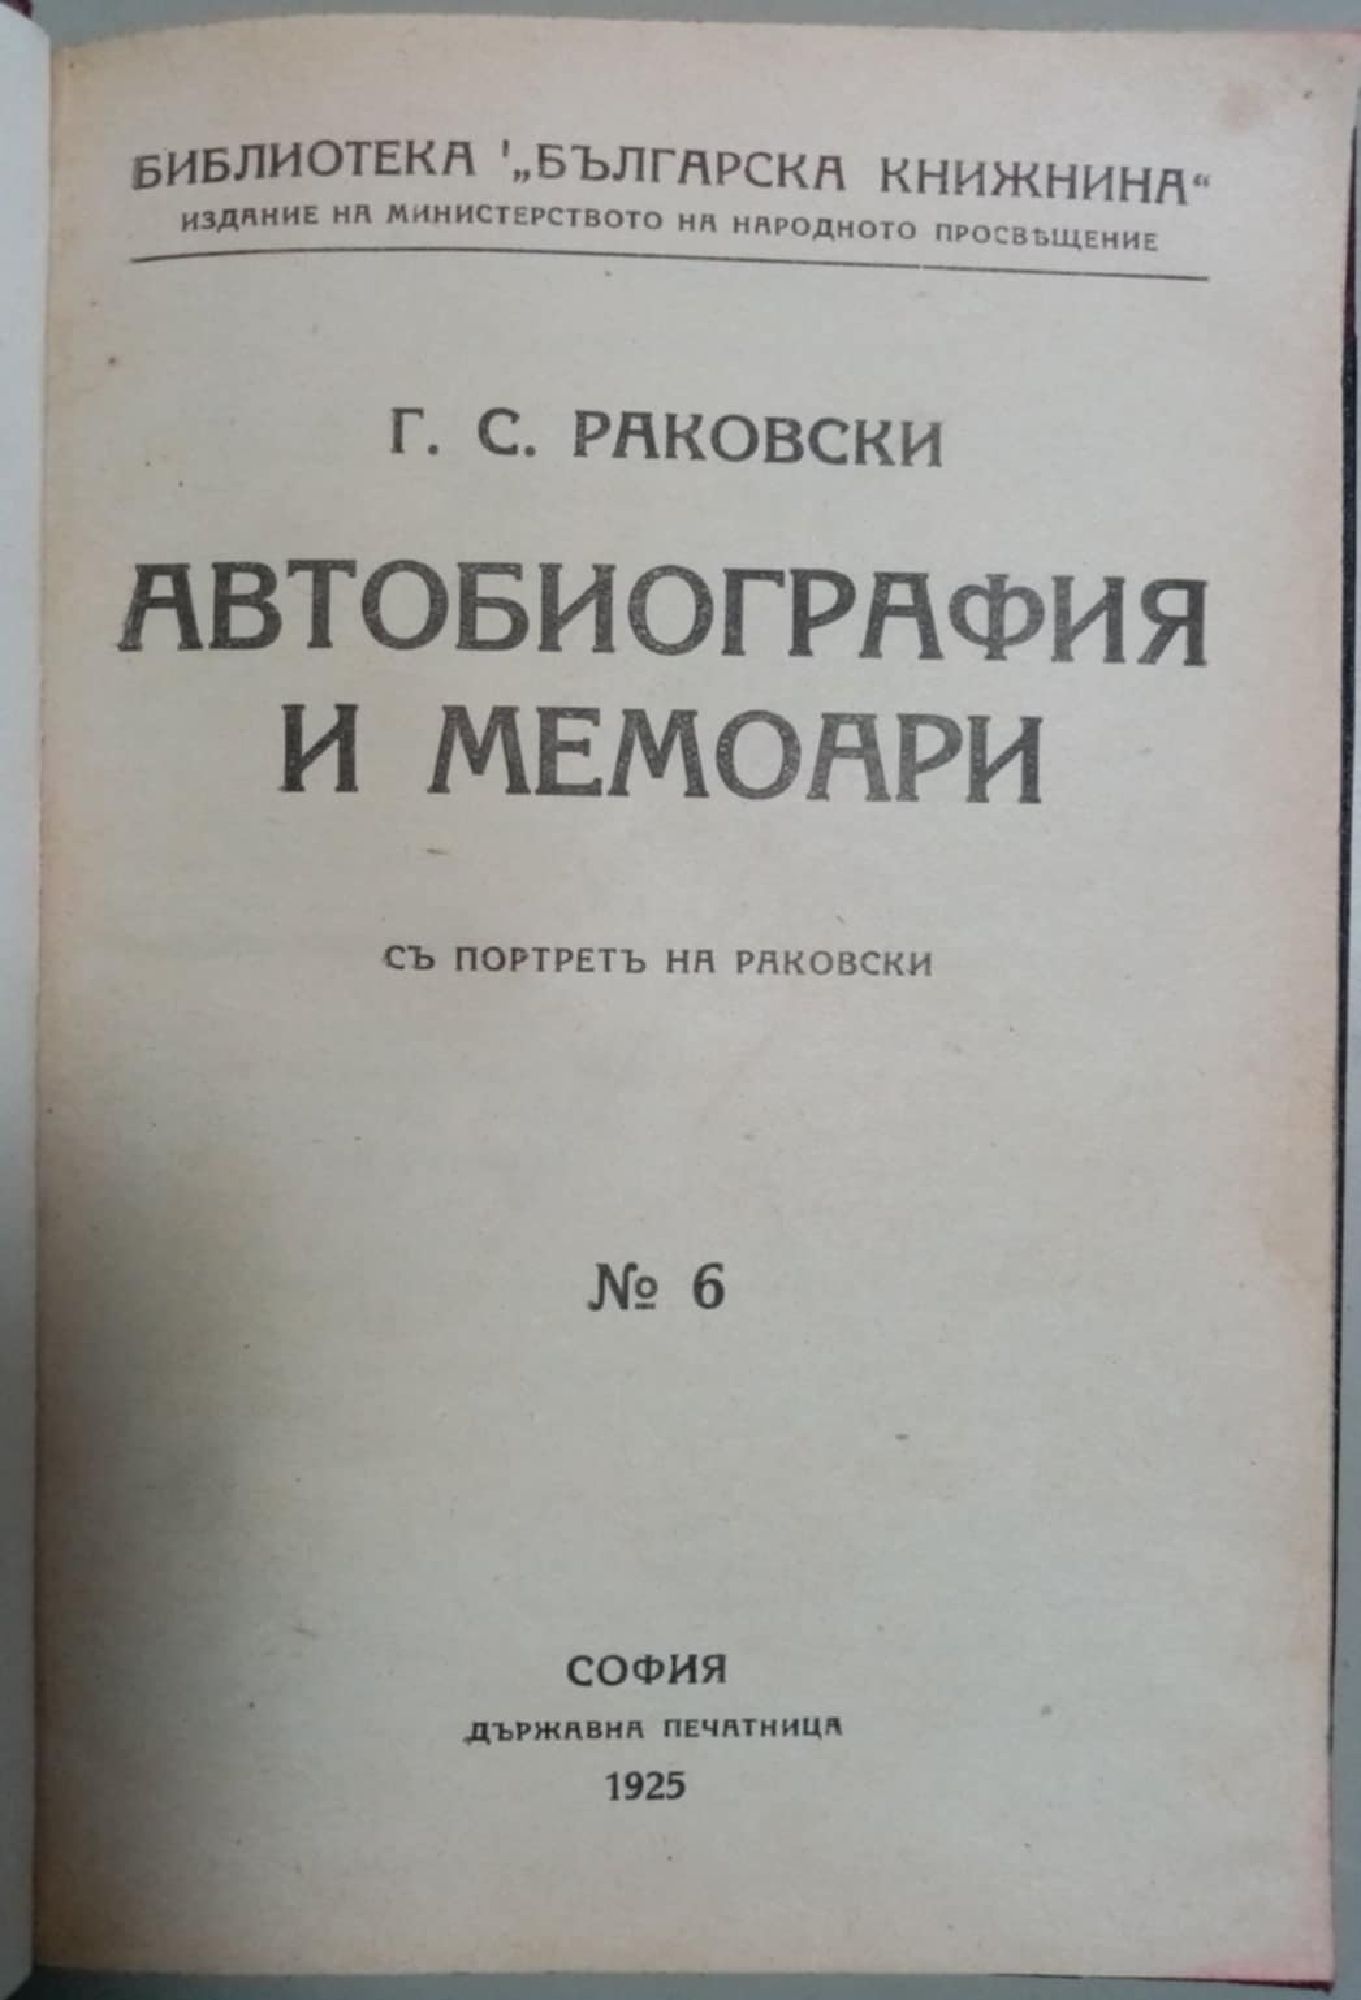 БИБЛИОТЕКА „БЪЛГАРСКА КНИЖНИНА“
ИЗДАНИЕ НА МИНИСТЕРСТВОТО НА НАРОДНОТО ПРОСВѢЩЕНИЕ
Г. С. РАКОВСКИ
АВТОБИОГРАФИЯ
И МЕМОАРИ
СЪ ПОРТРЕТЪ НА РАКОВСКИ
№ 6
СОФИЯ
ДЪРЖАВНА ПЕЧАТНИЦА
1925